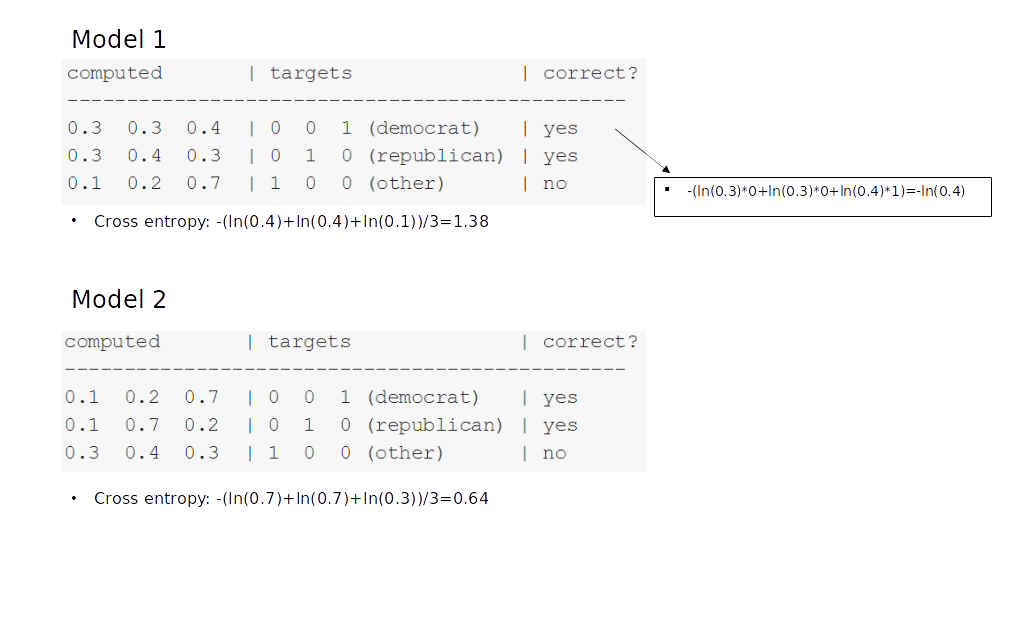 Model 1
computed | targets | correct?
-----------------------------------------------
0.3 0.3 0.4 | 0 0 1 (democrat) | yes
0.3 0.4 0.3 | 0 1 0 (republican) | yes
0.1 0.2 0.7 | 1 0 0 (other) | no
▪ -(ln(0.3)*0+ln(0.3)*0+ln(0.4)*1)=-ln(0.4)
• Cross entropy: -(ln(0.4)+ln(0.4)+ln(0.1))/3=1.38
Model 2
computed | targets | correct?
-----------------------------------------------
0.1 0.2 0.7 | 0 0 1 (democrat) | yes
0.1 0.7 0.2 | 0 1 0 (republican) | yes
0.3 0.4 0.3 | 1 0 0 (other) | no
• Cross entropy: -(ln(0.7)+ln(0.7)+ln(0.3))/3=0.64